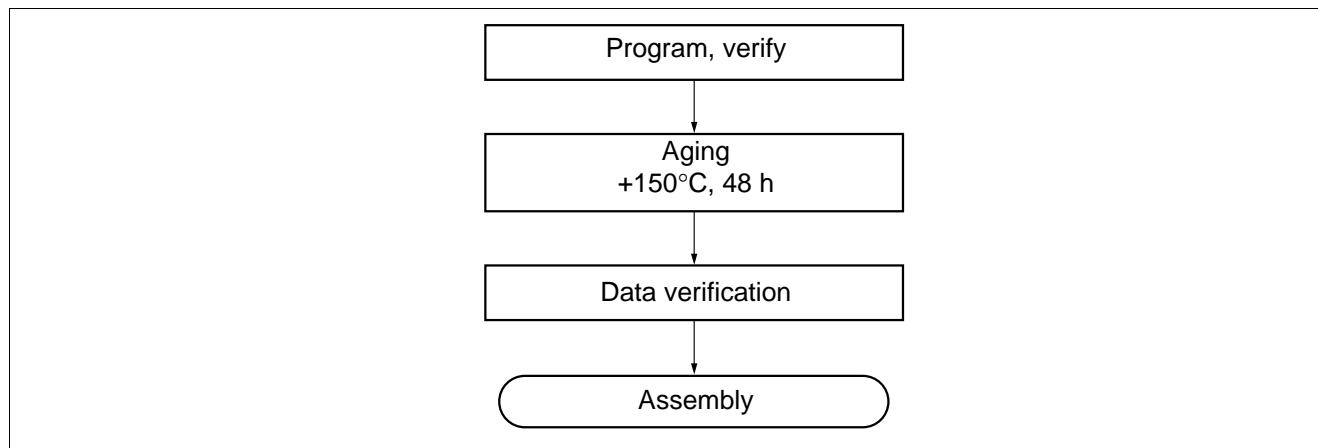 Program, verify
Aging
+150°C, 48 h
Data verification
Assembly